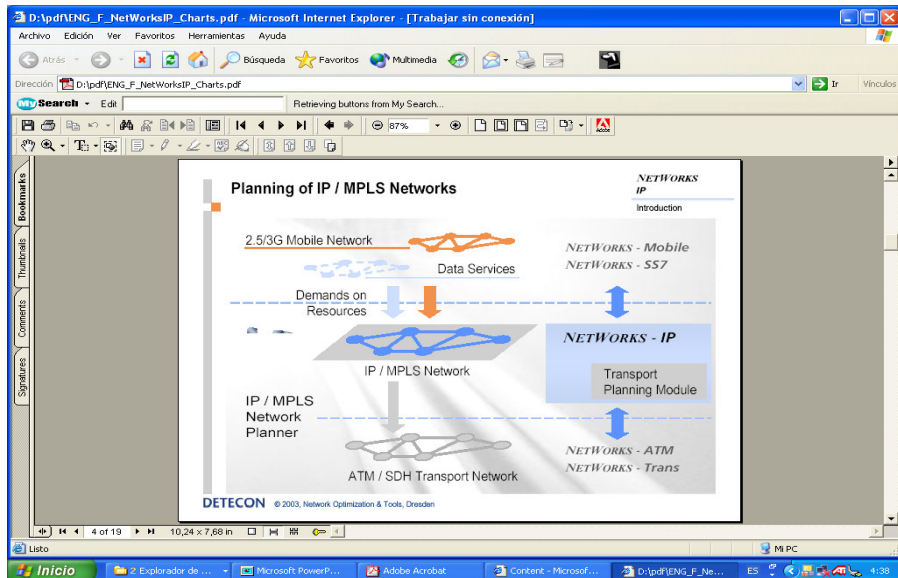 D:\pdf\ENG_F_NetWorksIP_Charts.pdf - Microsoft Internet Explorer - [Trabajar sin conexión]
Archivo Edición Ver Favoritos Herramientas Ayuda
Atrás Búsqueda Favoritos Multimedia
Dirección D:\pdf\ENG_F_NetWorksIP_Charts.pdf Ir Vínculos
My Search Edit Retrieving buttons from My Search...
87%
Bookmarks
Thumbnails
Comments
Signatures
Planning of IP / MPLS Networks
NETWORKS
IP
Introduction
2.5/3G Mobile Network
Data Services
NETWORKS - Mobile
NETWORKS - SS7
Demands on
Resources
IP / MPLS Network
NETWORKS - IP
Transport
Planning Module
IP / MPLS
Network
Planner
ATM / SDH Transport Network
NETWORKS - ATM
NETWORKS - Trans
DETECON © 2003, Network Optimization & Tools, Dresden
4 of 19 10,24 x 7,68 in
Listo Mi PC
Inicio 2 Explorador de ... Microsoft PowerP... Adobe Acrobat Content - Microsof... D:\pdf\ENG_F_Ne... ES 4:38